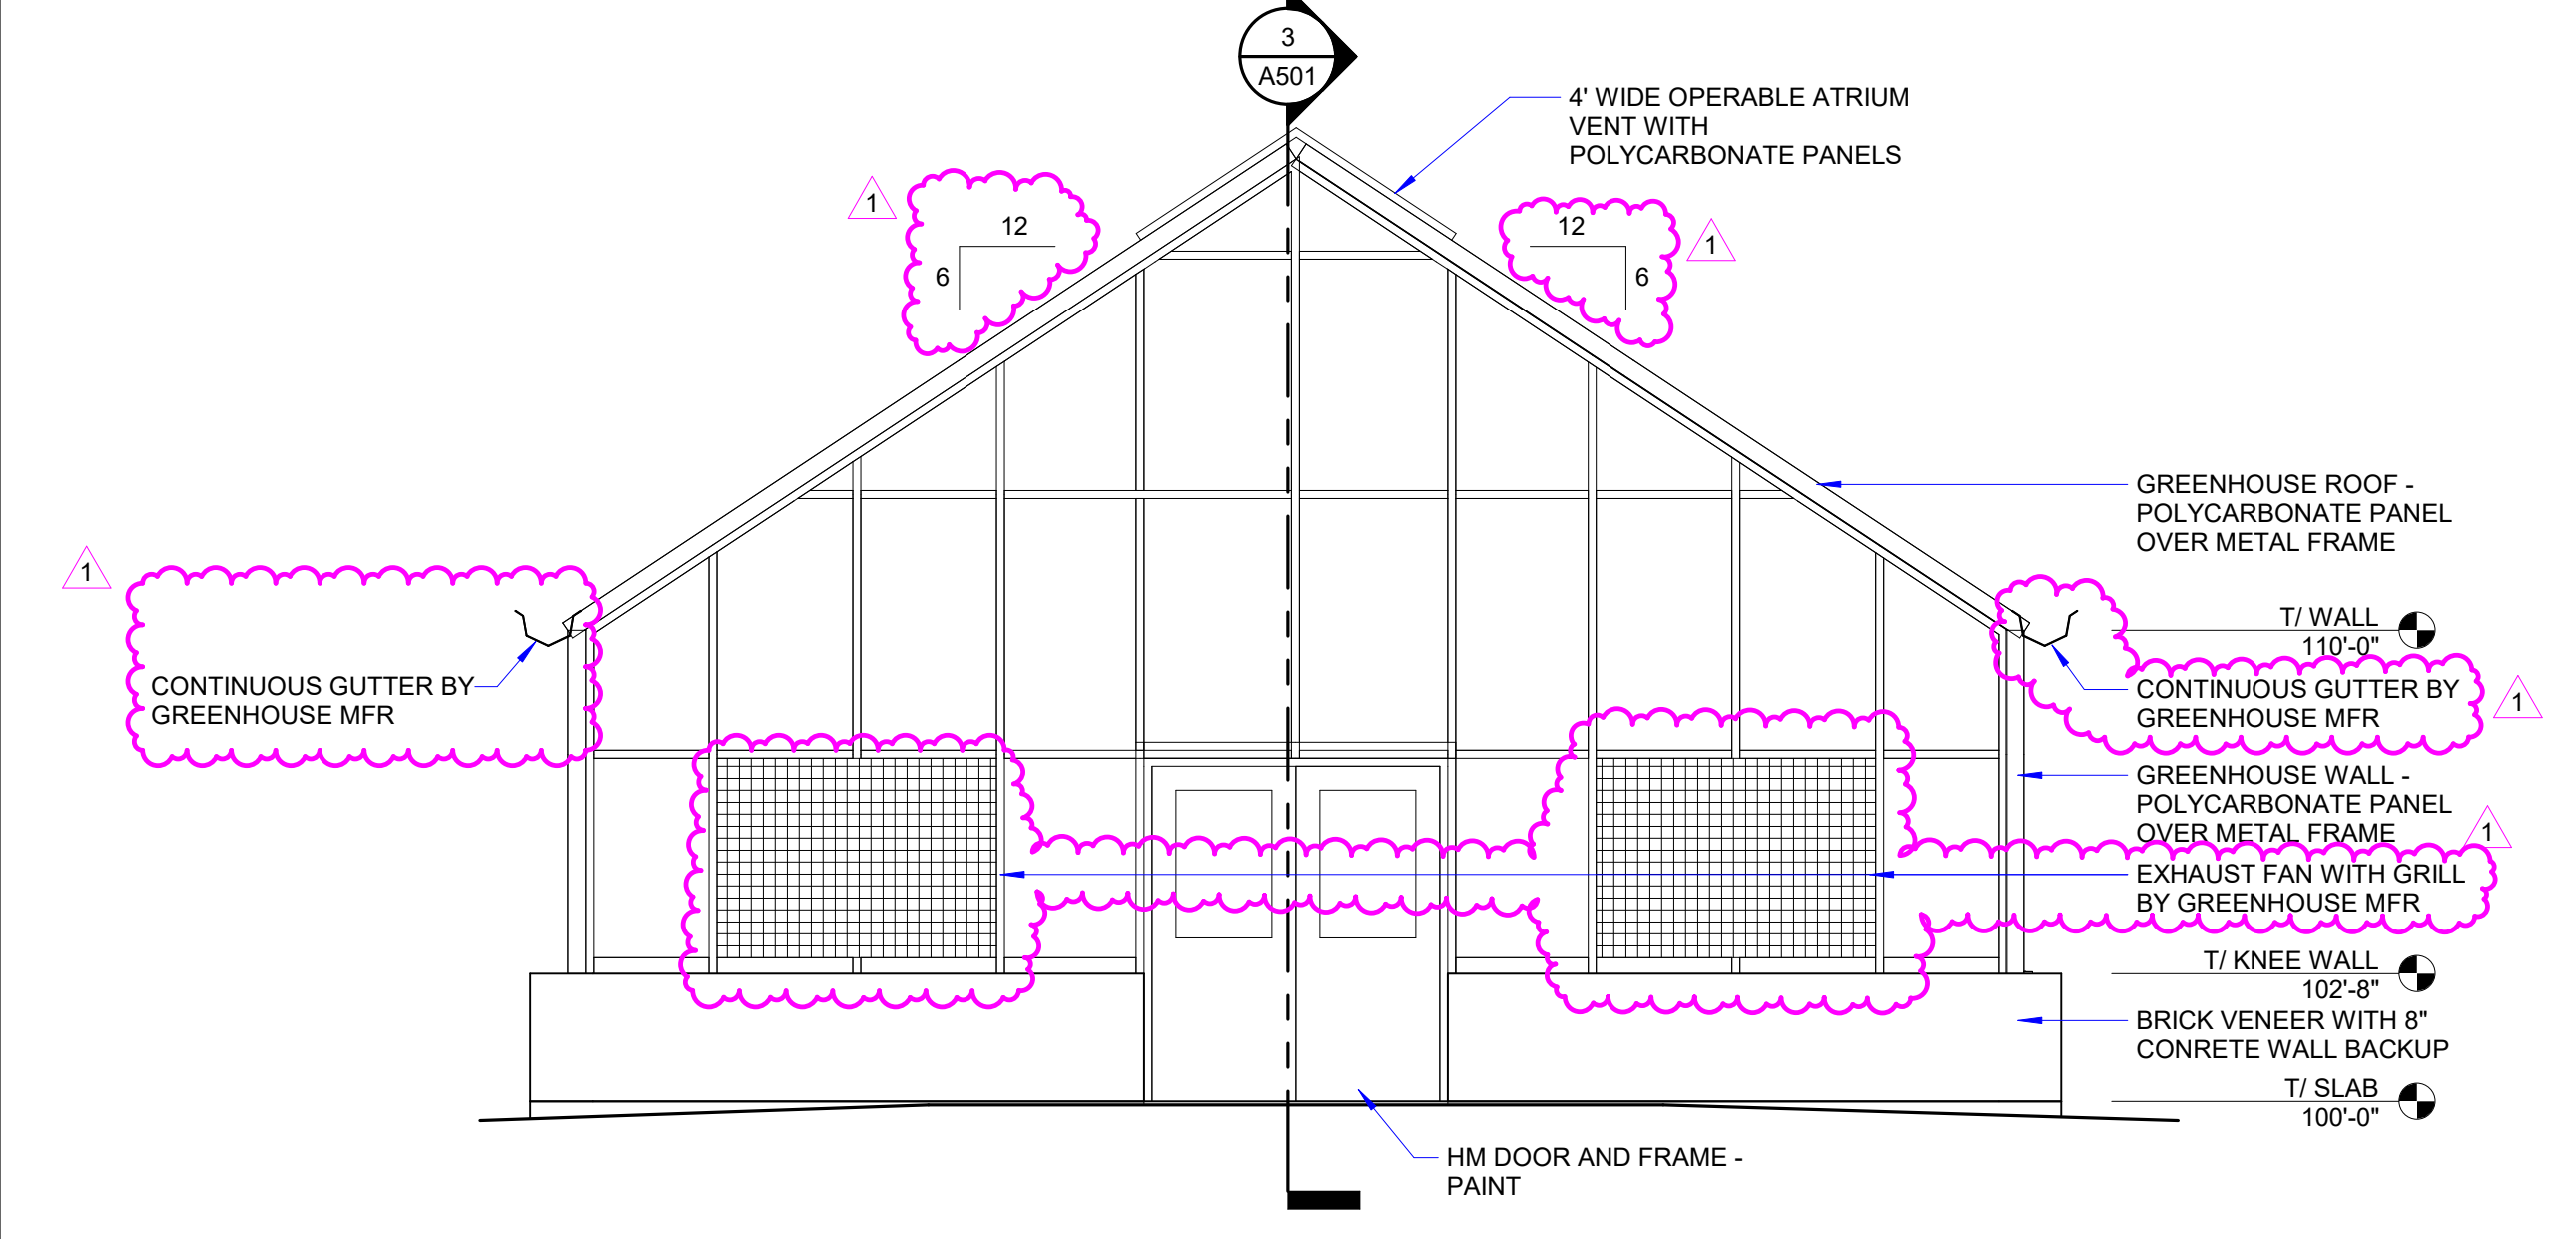 3
A501
4' WIDE OPERABLE ATRIUM
VENT WITH
POLYCARBONATE PANELS
1
12
6
12
6
1
GREENHOUSE ROOF -
POLYCARBONATE PANEL
OVER METAL FRAME
1
T/ WALL
110'-0"
CONTINUOUS GUTTER BY
GREENHOUSE MFR
CONTINUOUS GUTTER BY
GREENHOUSE MFR
1
GREENHOUSE WALL -
POLYCARBONATE PANEL
OVER METAL FRAME
1
EXHAUST FAN WITH GRILL
BY GREENHOUSE MFR
T/ KNEE WALL
102'-8"
BRICK VENEER WITH 8"
CONRETE WALL BACKUP
T/ SLAB
100'-0"
HM DOOR AND FRAME -
PAINT